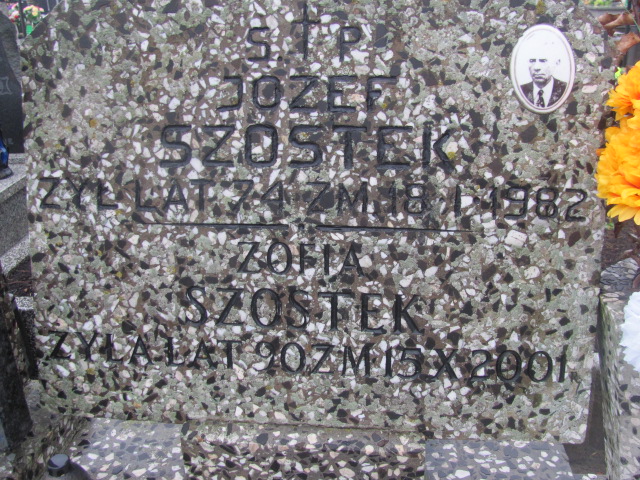 S.†P.
JÓZEF
SZOSTEK
ŻYŁ LAT 74 ZM. 18 I 1982
ZOFIA
SZOSTEK
ŻYŁA LAT 90 ZM 15 X 2001